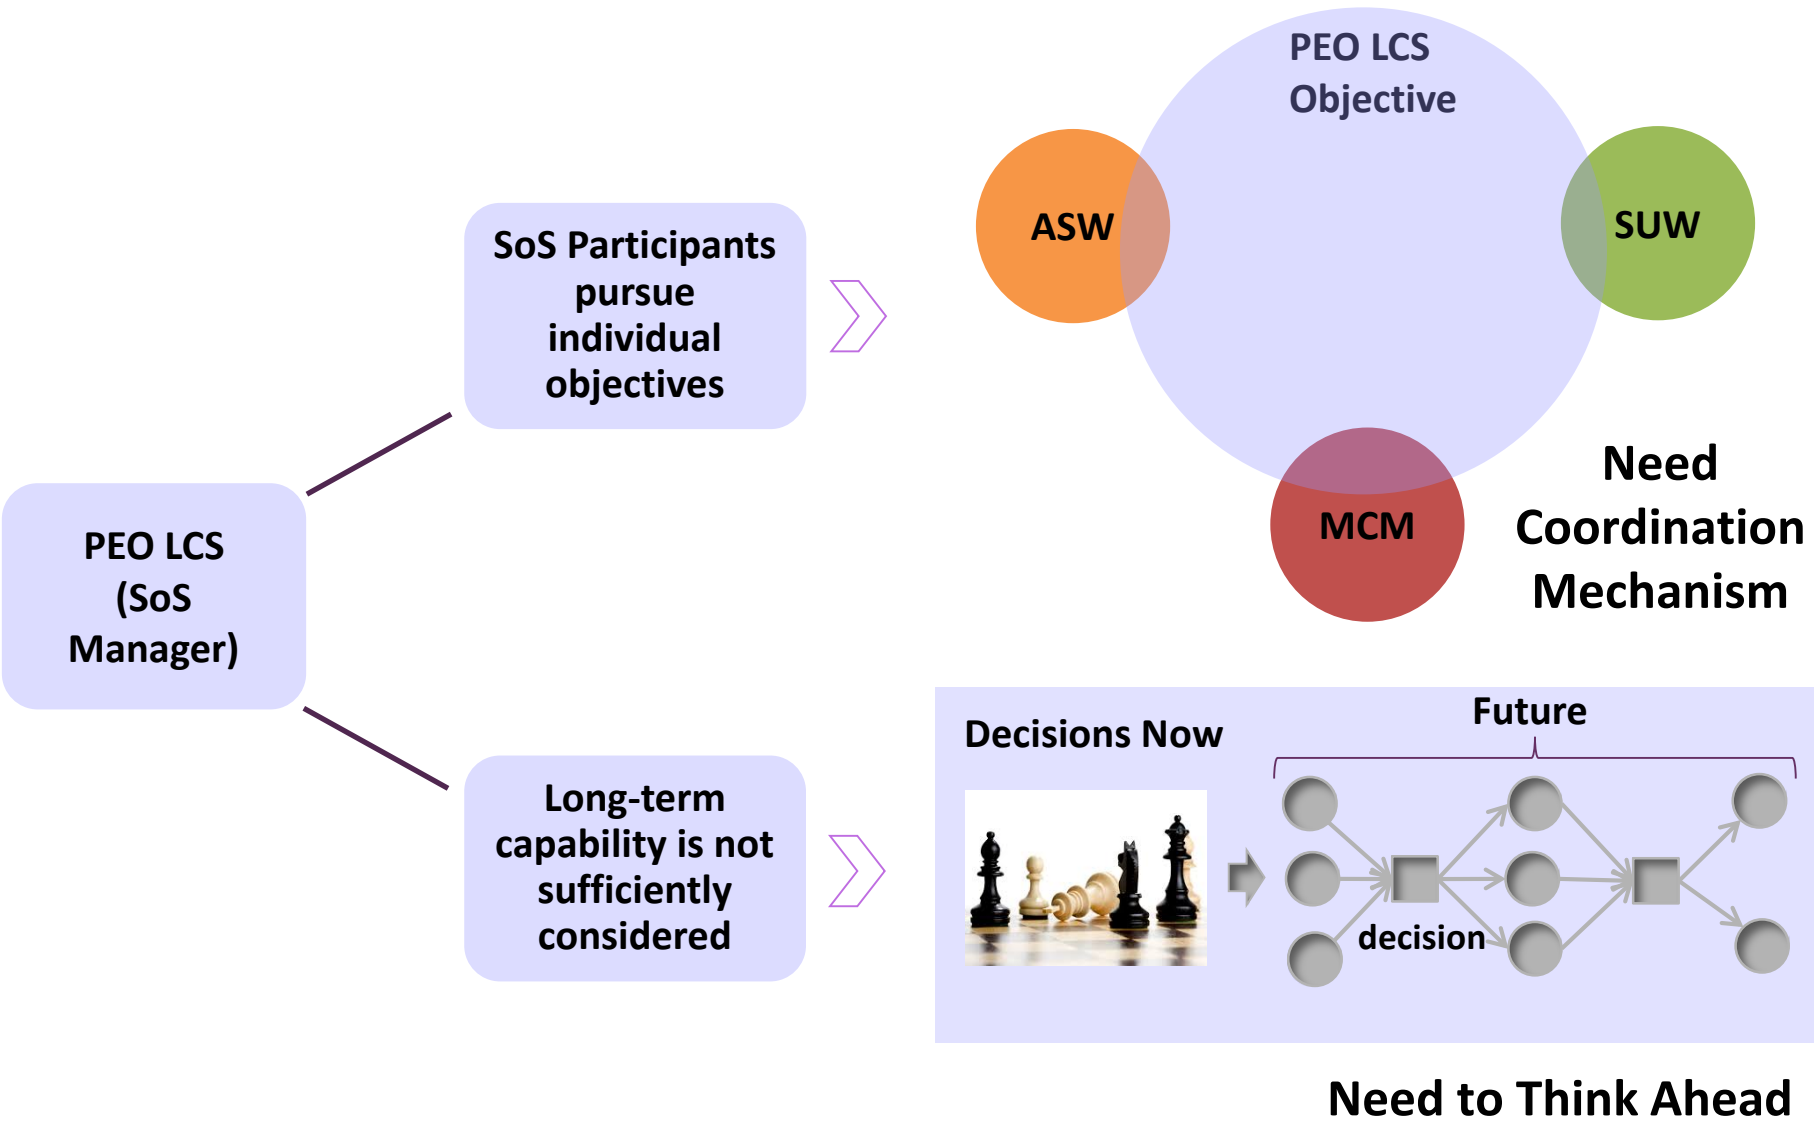 PEO LCS
(SoS
Manager)
SoS Participants
pursue
individual
objectives
PEO LCS
Objective
ASW
SUW
MCM
Need
Coordination
Mechanism
Long-term
capability is not
sufficiently
considered
Decisions Now
Future
decision
Need to Think Ahead